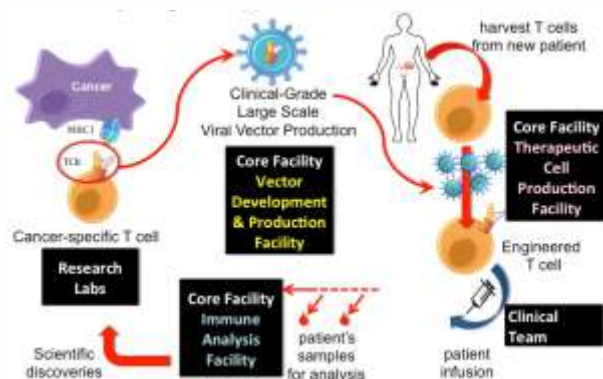 Cancer
MHC I
TCR
Cancer-specific T cell
Research
Labs
Clinical-Grade
Large Scale
Viral Vector Production
Core Facility
Vector
Development
& Production
Facility
harvest T cells
from new patient
Core Facility
Therapeutic
Cell
Production
Facility
Engineered
T cell
Clinical
Team
patient
infusion
patient's
samples
for analysis
Core Facility
Immune
Analysis
Facility
Scientific
discoveries